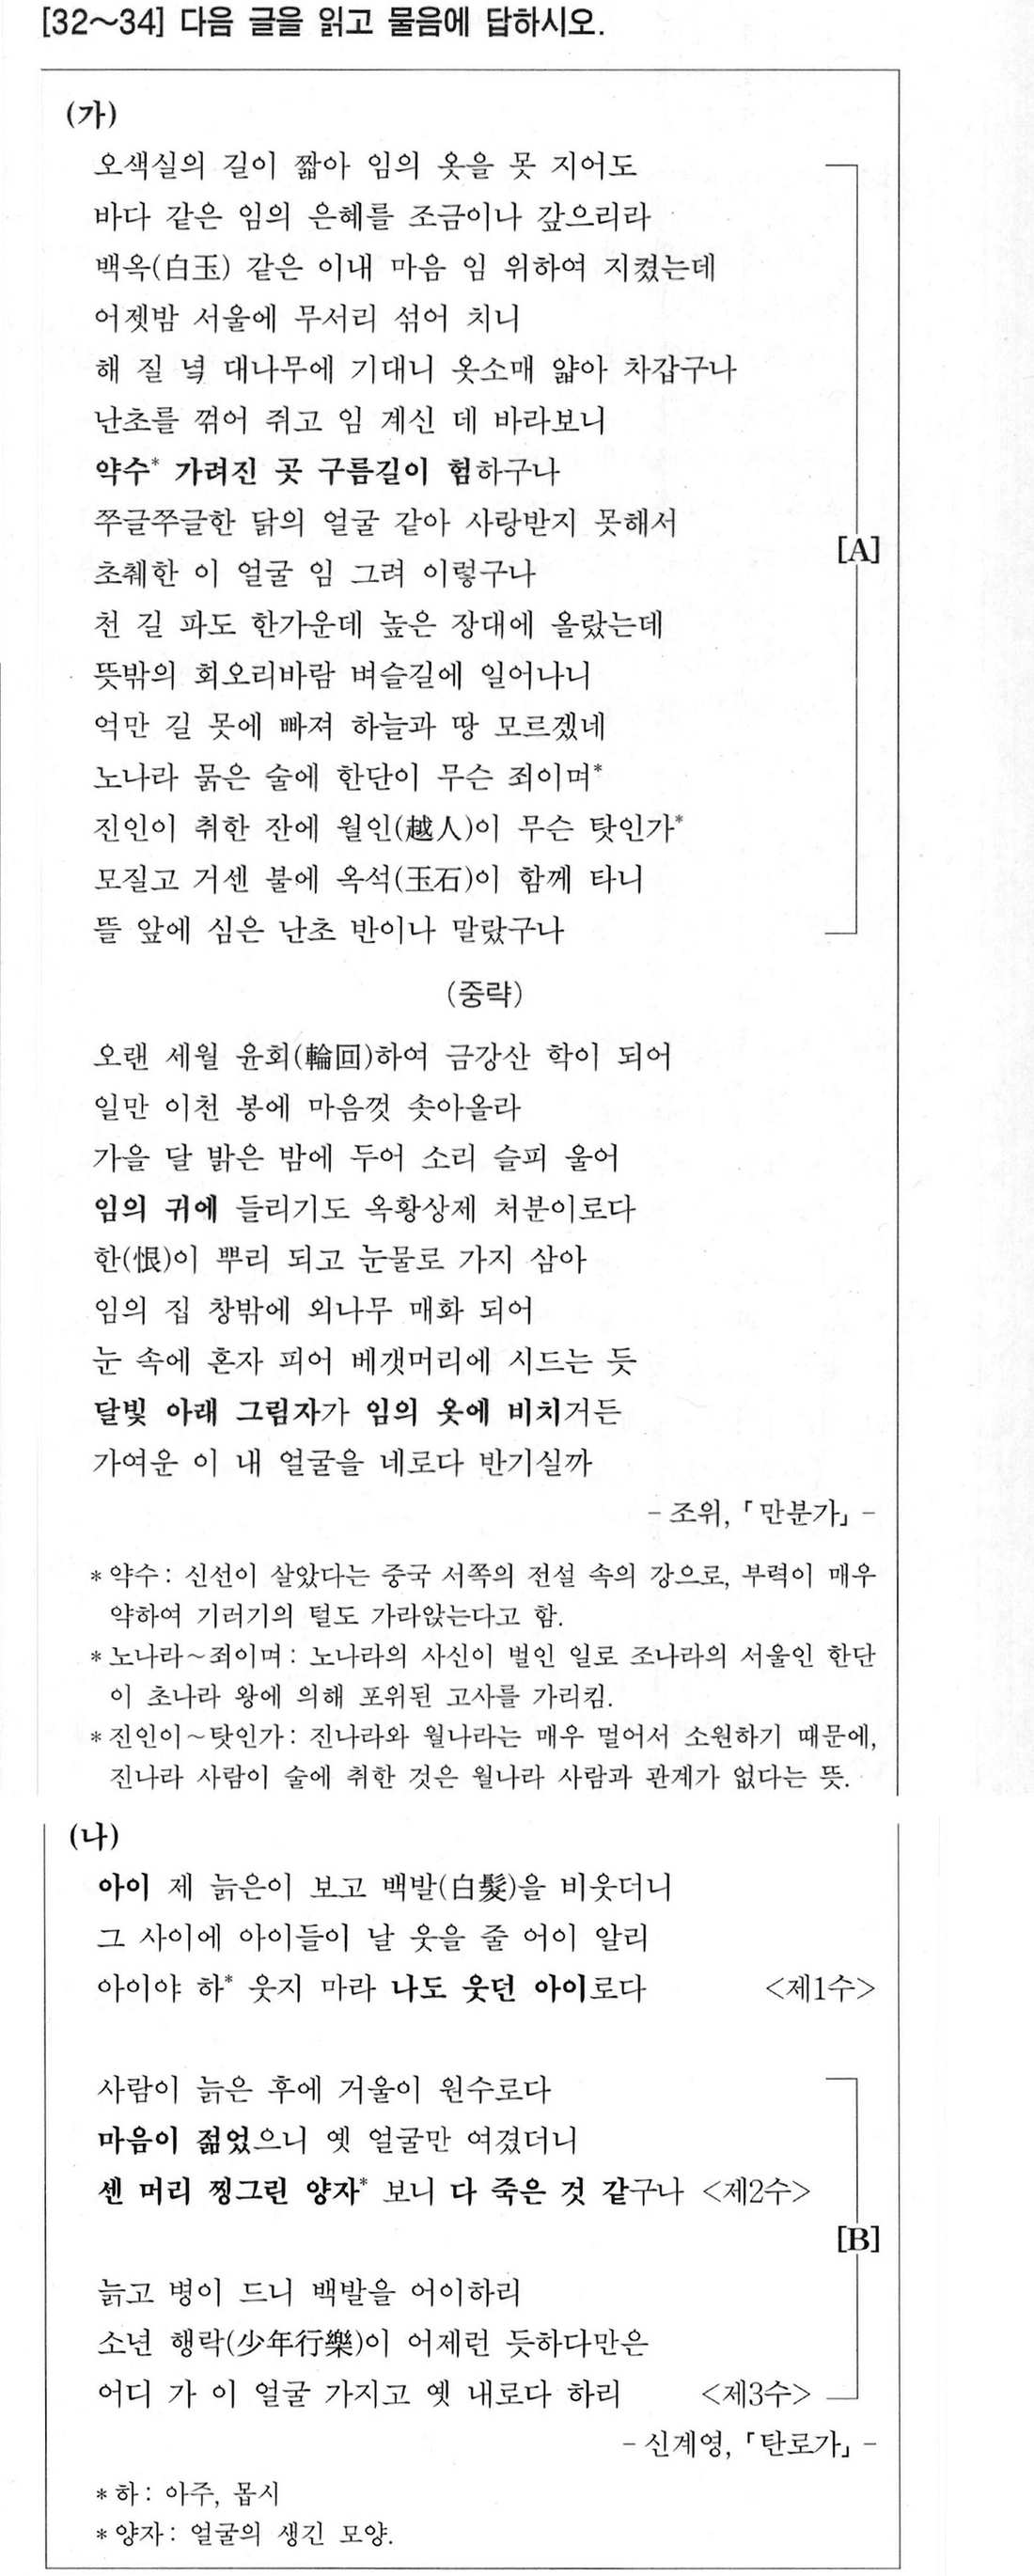 [32～34] 다음 글을 읽고 물음에 답하시오.
(가)
오색실의 길이 짧아 임의 옷을 못 지어도
바다 같은 임의 은혜를 조금이나 갚으리라
백옥(白玉) 같은 이내 마음 임 위하여 지켰는데
어젯밤 서울에 무서리 섞어 치니
해 질 녘 대나무에 기대니 옷소매 얇아 차갑구나
난초를 꺾어 쥐고 임 계신 데 바라보니
약수* 가려진 곳 구름길이 험하구나
쭈글쭈글한 닭의 얼굴 같아 사랑받지 못해서
초췌한 이 얼굴 임 그려 이렇구나
천 길 파도 한가운데 높은 장대에 올랐는데
뜻밖의 회오리바람 벼슬길에 일어나니
억만 길 못에 빠져 하늘과 땅 모르겠네
노나라 묽은 술에 한단이 무슨 죄이며*
진인이 취한 잔에 월인(越人)이 무슨 탓인가*
모질고 거센 불에 옥석(玉石)이 함께 타니
뜰 앞에 심은 난초 반이나 말랐구나
[A]
(중략)
오랜 세월 윤회(輪回)하여 금강산 학이 되어
일만 이천 봉에 마음껏 솟아올라
가을 달 밝은 밤에 두어 소리 슬피 울어
임의 귀에 들리기도 옥황상제 처분이로다
한(恨)이 뿌리 되고 눈물로 가지 삼아
임의 집 창밖에 외나무 매화 되어
눈 속에 혼자 피어 베갯머리에 시드는 듯
달빛 아래 그림자가 임의 옷에 비치거든
가여운 이 내 얼굴을 네로다 반기실까
- 조위, 「만분가」 -
* 약수 : 신선이 살았다는 중국 서쪽의 전설 속의 강으로, 부력이 매우
약하여 기러기의 털도 가라앉는다고 함.
* 노나라～죄이며 : 노나라의 사신이 벌인 일로 조나라의 서울인 한단
이 초나라 왕에 의해 포위된 고사를 가리킴.
* 진인이～탓인가 : 진나라와 월나라는 매우 멀어서 소원하기 때문에,
진나라 사람이 술에 취한 것은 월나라 사람과 관계가 없다는 뜻.
(나)
아이 제 늙은이 보고 백발(白髮)을 비웃더니
그 사이에 아이들이 날 웃을 줄 어이 알리
아이야 하* 웃지 마라 나도 웃던 아이로다 <제1수>
사람이 늙은 후에 거울이 원수로다
마음이 젊었으니 옛 얼굴만 여겼더니
센 머리 찡그린 양자* 보니 다 죽은 것 같구나 <제2수>
[B]
늙고 병이 드니 백발을 어이하리
소년 행락(少年行樂)이 어제런 듯하다만은
어디 가 이 얼굴 가지고 옛 내로다 하리 <제3수>
- 신계영, 「탄로가」 -
* 하 : 아주, 몹시
* 양자 : 얼굴의 생긴 모양.